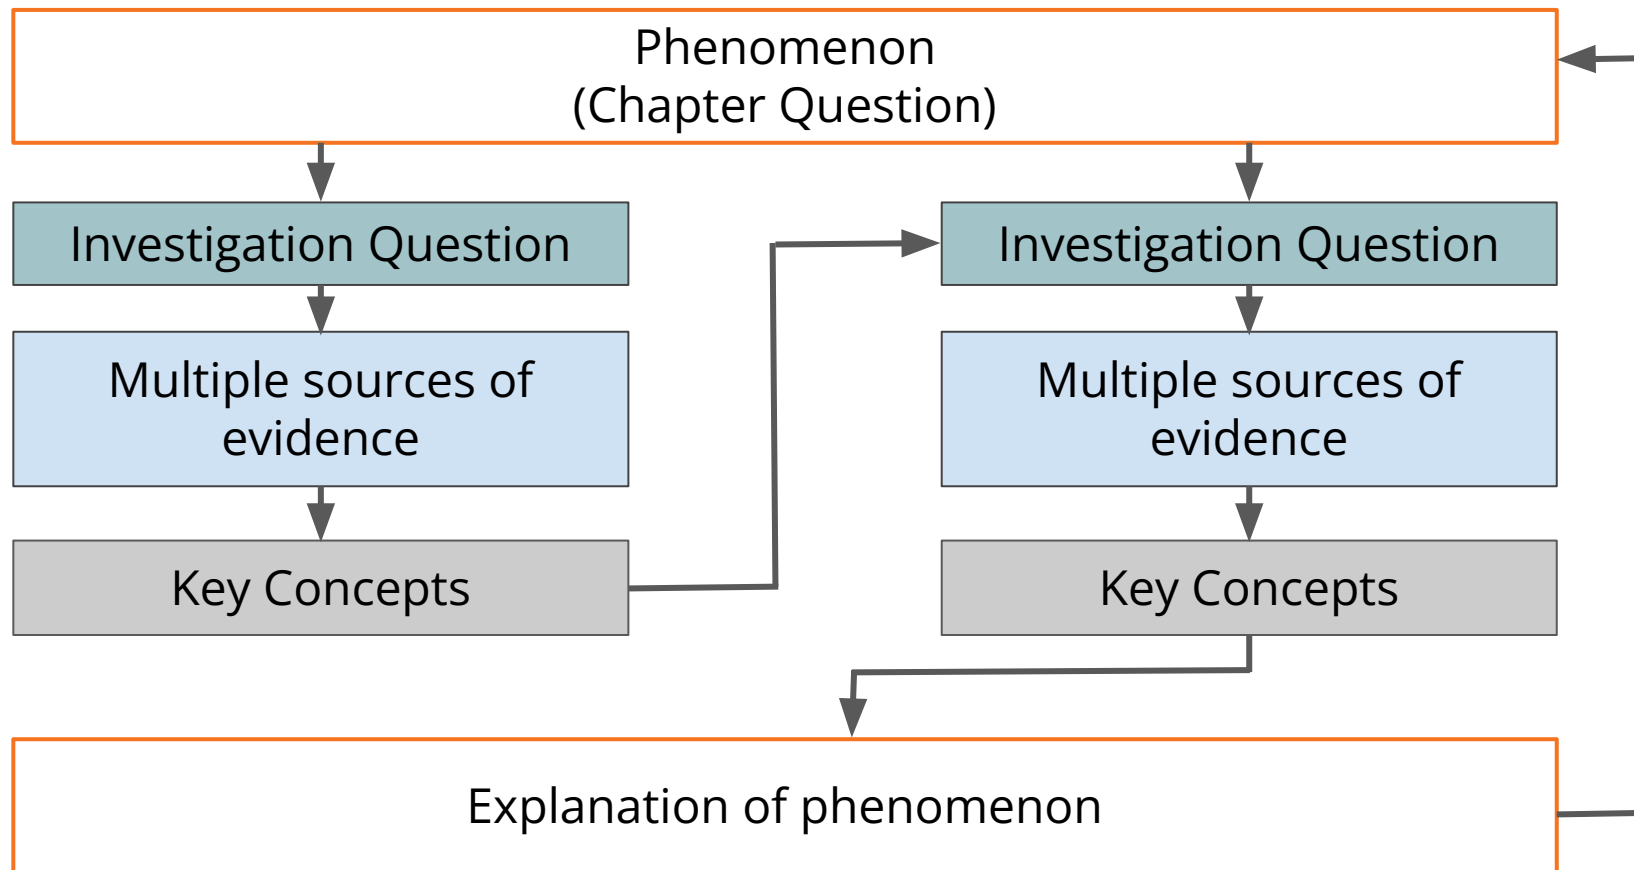 Phenomenon
(Chapter Question)
Investigation Question
Multiple sources of
evidence
Key Concepts
Investigation Question
Multiple sources of
evidence
Key Concepts
Explanation of phenomenon